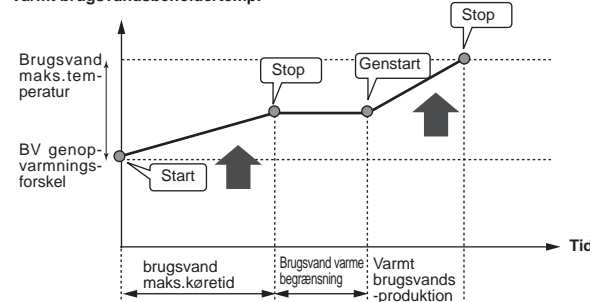 Varmt brugsvandsbeholdertemp.
Stop
Brugsvand
maks.tem-
peratur
Stop
Genstart
BV genop-
varmnings-
forskel
Start
Tid
brugsvand
maks.køretid
Brugsvand varme
begrænsning
Varmt
brugsvands
-produktion